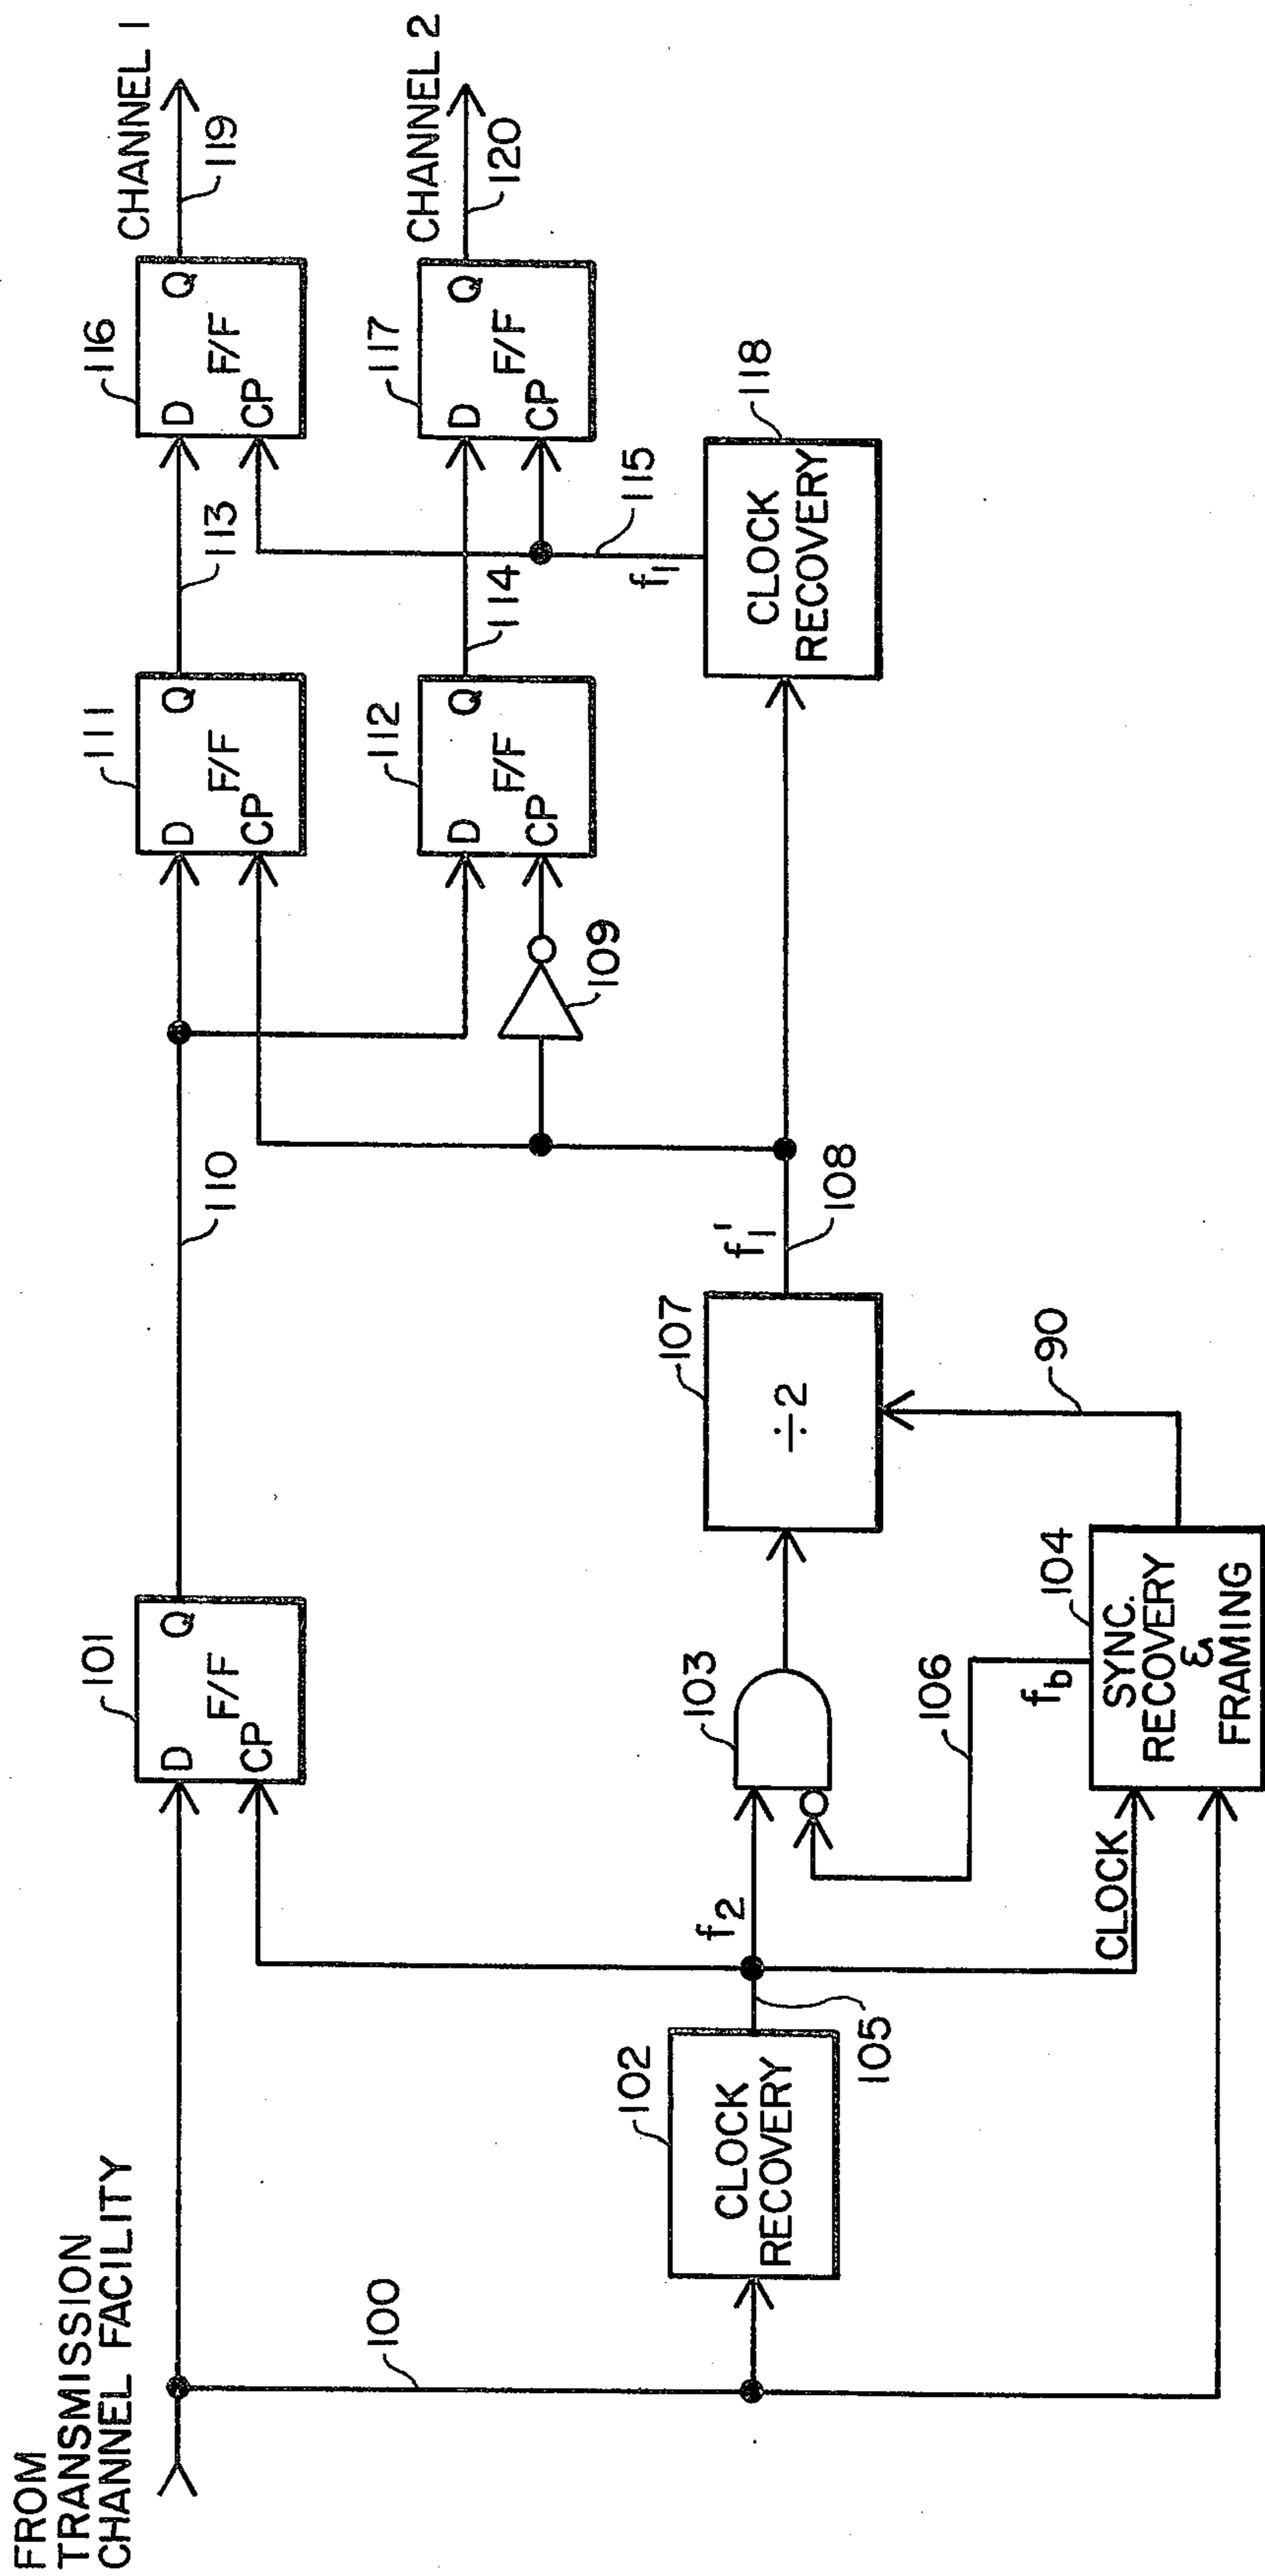 FROM
TRANSMISSION
CHANNEL FACILITY
100
101
D Q
F/F
CP
110
111
D Q
F/F
CP
113
116
D Q
F/F
CP
CHANNEL 1
119
112
D Q
F/F
CP
114
117
D Q
F/F
CP
CHANNEL 2
120
109
102
CLOCK
RECOVERY
105
f2
103
106
107
÷2
f1'
108
118
CLOCK
RECOVERY
f1
115
CLOCK
fb
104
SYNC.
RECOVERY
&
FRAMING
90